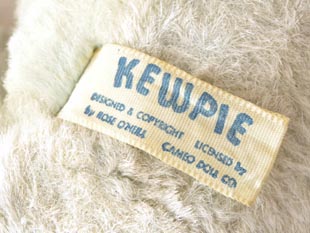 KEWPIE
DESIGNED & COPYRIGHT LICENSED by
by ROSE O'NEILL CAMEO DOLL CO.